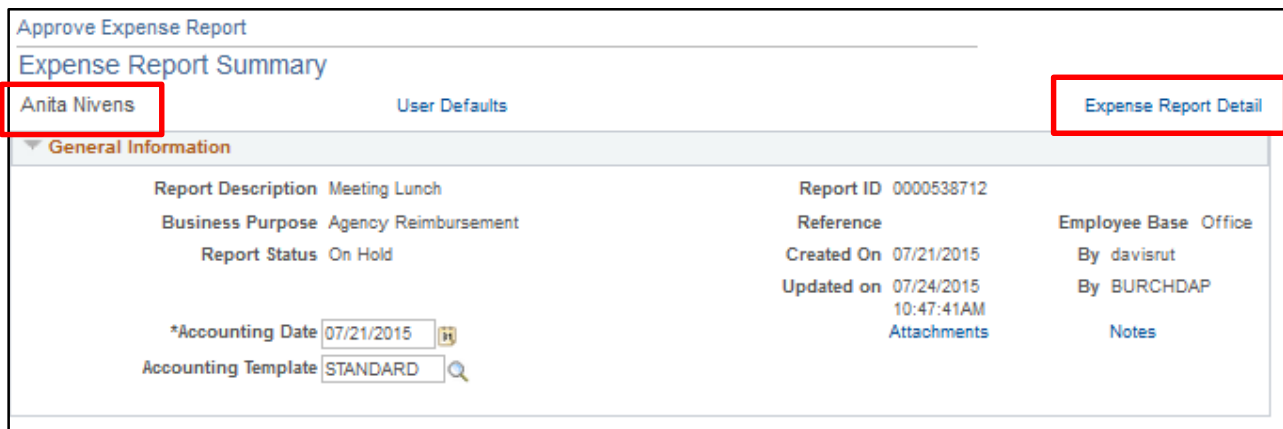 Approve Expense Report
Expense Report Summary
Anita Nivens User Defaults Expense Report Detail
General Information
Report Description Meeting Lunch Report ID 0000538712
Business Purpose Agency Reimbursement Reference Employee Base Office
Report Status On Hold Created On 07/21/2015 By davisrut
Updated on 07/24/2015 By BURCHDAP
10:47:41AM
*Accounting Date 07/21/2015 Attachments Notes
Accounting Template STANDARD